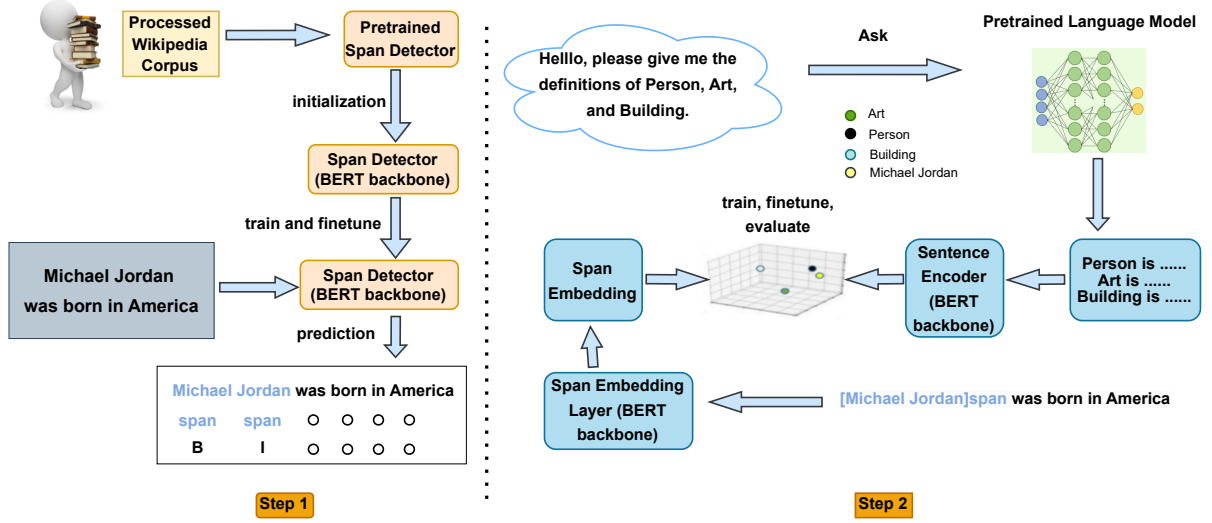 Processed
Wikipedia
Corpus
Pretrained
Span Detector
initialization
Span Detector
(BERT backbone)
train and finetune
Michael Jordan
was born in America
Span Detector
(BERT backbone)
prediction
Michael Jordan was born in America
span span O O O O
B I O O O O
Step 1
Helllo, please give me the
definitions of Person, Art,
and Building.
Ask
Pretrained Language Model
Art
Person
Building
Michael Jordan
train, finetune,
evaluate
Span
Embedding
Sentence
Encoder
(BERT
backbone)
Person is ......
Art is ......
Building is ......
Span Embedding
Layer (BERT
backbone)
[Michael Jordan]span was born in America
Step 2